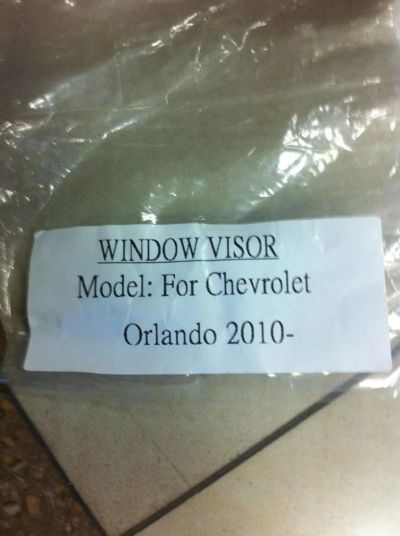 WINDOW VISOR
Model: For Chevrolet
Orlando 2010-